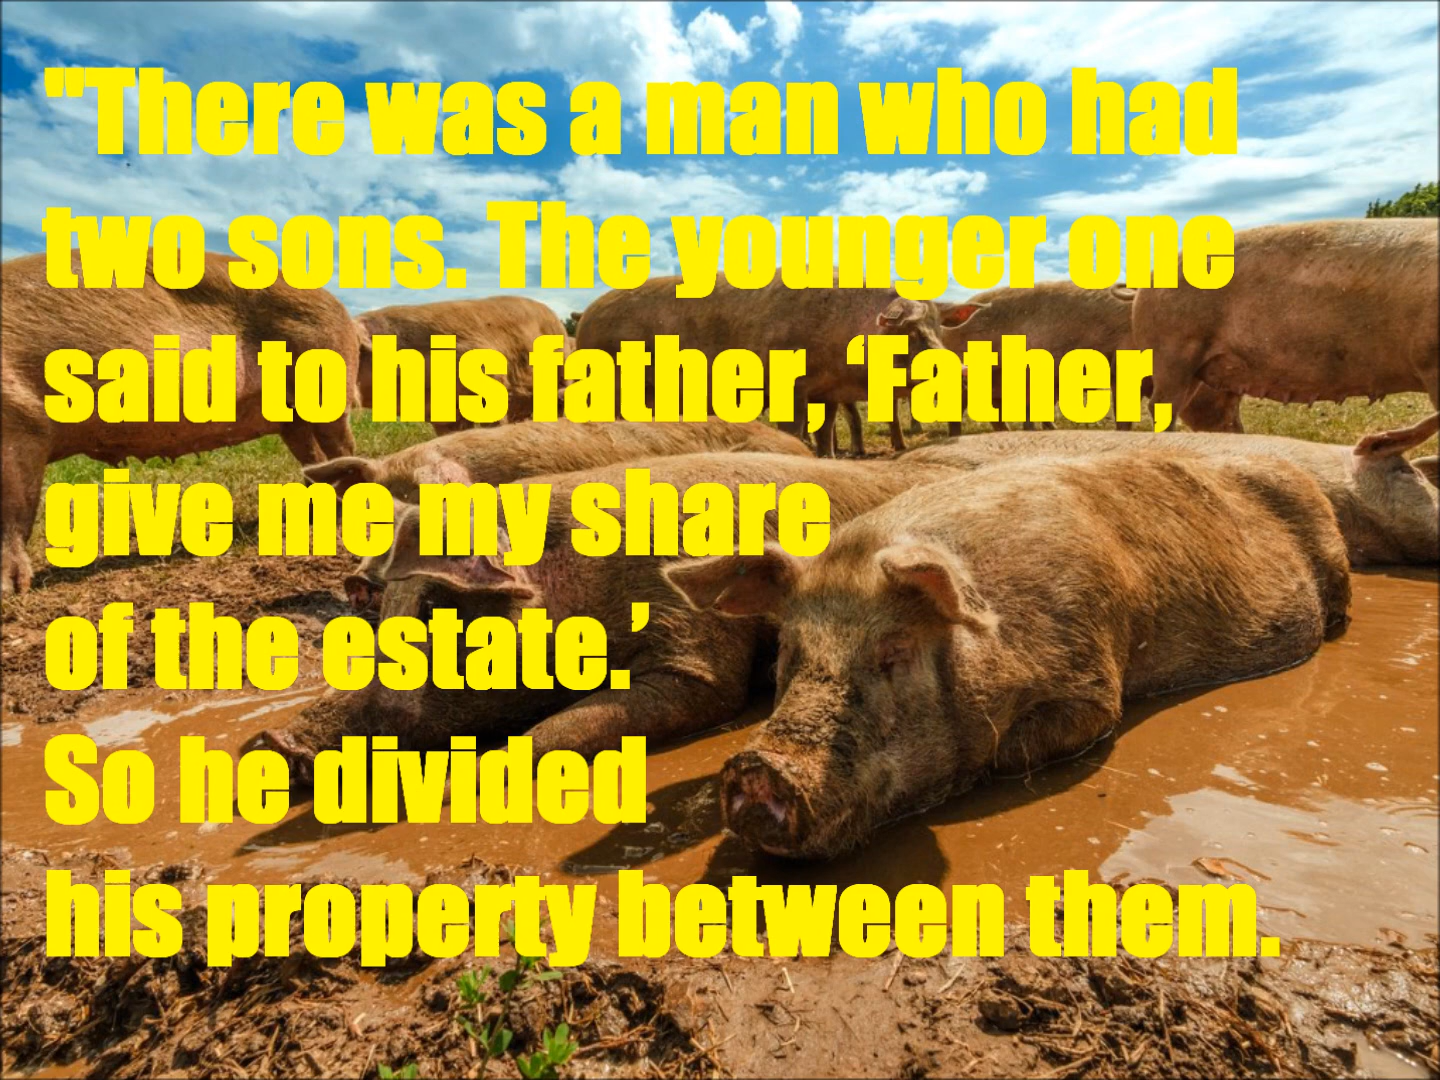 "There was a man who had
two sons. The younger one
said to his father, ‘Father,
give me my share
of the estate.’
So he divided
his property between them.